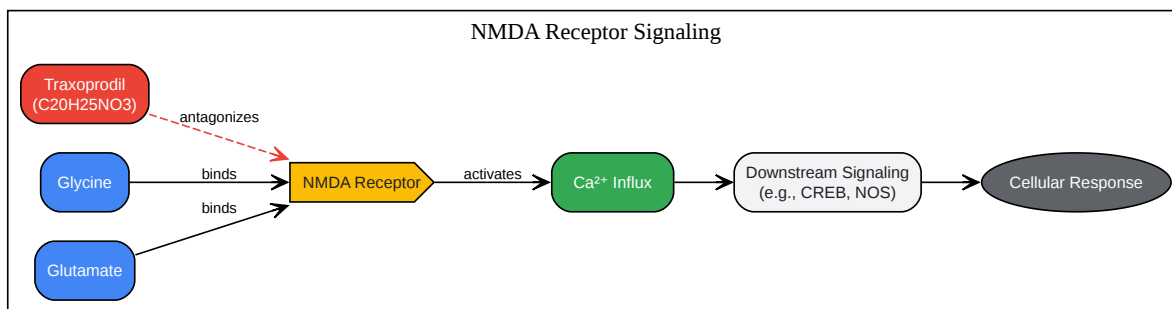 NMDA Receptor Signaling
Traxoprodil
(C20H25NO3)
antagonizes
Glycine
binds
NMDA Receptor
activates
Ca²⁺ Influx
Downstream Signaling
(e.g., CREB, NOS)
Cellular Response
binds
Glutamate